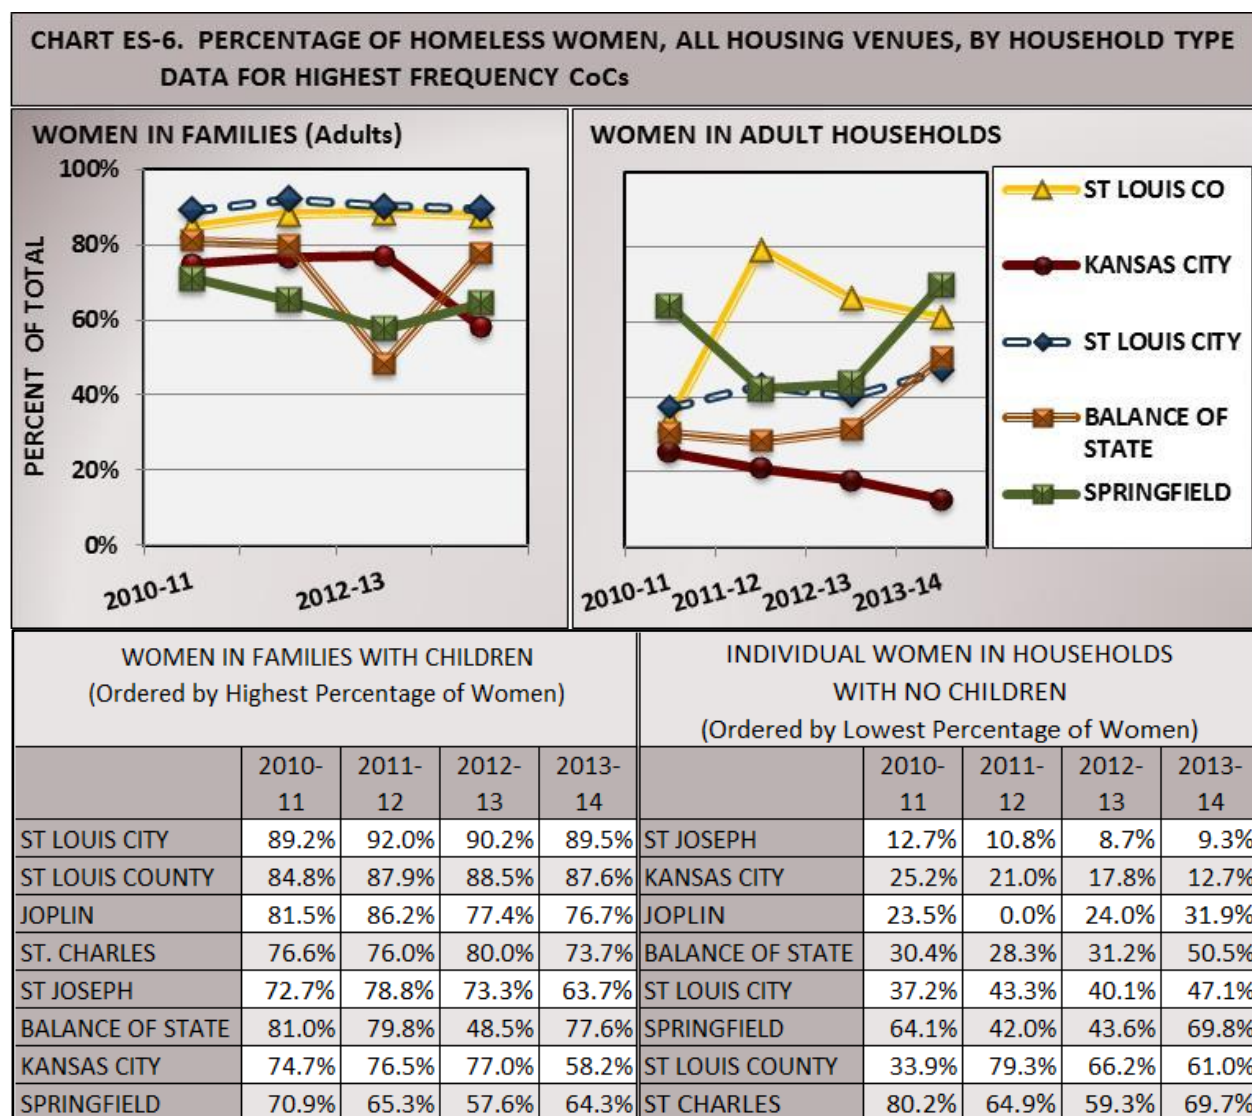 CHART ES-6. PERCENTAGE OF HOMELESS WOMEN, ALL HOUSING VENUES, BY HOUSEHOLD TYPE
DATA FOR HIGHEST FREQUENCY CoCs
WOMEN IN FAMILIES (Adults)
PERCENT OF TOTAL
100%
80%
60%
40%
20%
0%
2010-11
2012-13
WOMEN IN ADULT HOUSEHOLDS
2010-11
2011-12
2012-13
2013-14
ST LOUIS CO
KANSAS CITY
ST LOUIS CITY
BALANCE OF
STATE
SPRINGFIELD
WOMEN IN FAMILIES WITH CHILDREN
(Ordered by Highest Percentage of Women)
2010-11 2011-12 2012-13 2013-14
ST LOUIS CITY 89.2% 92.0% 90.2% 89.5%
ST LOUIS COUNTY 84.8% 87.9% 88.5% 87.6%
JOPLIN 81.5% 86.2% 77.4% 76.7%
ST. CHARLES 76.6% 76.0% 80.0% 73.7%
ST JOSEPH 72.7% 78.8% 73.3% 63.7%
BALANCE OF STATE 81.0% 79.8% 48.5% 77.6%
KANSAS CITY 74.7% 76.5% 77.0% 58.2%
SPRINGFIELD 70.9% 65.3% 57.6% 64.3%
INDIVIDUAL WOMEN IN HOUSEHOLDS
WITH NO CHILDREN
(Ordered by Lowest Percentage of Women)
2010-11 2011-12 2012-13 2013-14
ST JOSEPH 12.7% 10.8% 8.7% 9.3%
KANSAS CITY 25.2% 21.0% 17.8% 12.7%
JOPLIN 23.5% 0.0% 24.0% 31.9%
BALANCE OF STATE 30.4% 28.3% 31.2% 50.5%
ST LOUIS CITY 37.2% 43.3% 40.1% 47.1%
SPRINGFIELD 64.1% 42.0% 43.6% 69.8%
ST LOUIS COUNTY 33.9% 79.3% 66.2% 61.0%
ST CHARLES 80.2% 64.9% 59.3% 69.7%